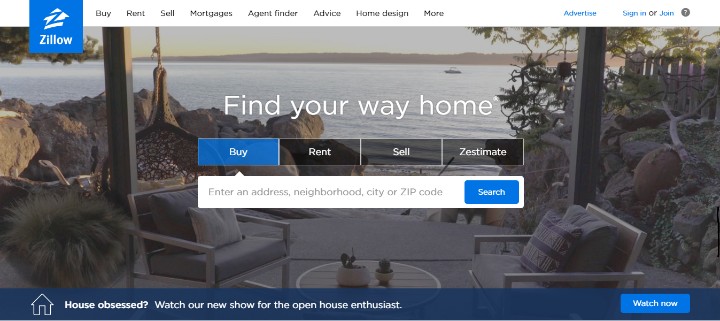 Buy Rent Sell Mortgages Agent finder Advice Home design More Advertise Sign in or Join ?
Zillow
Find your way home
Buy Rent Sell Zestimate
Enter an address, neighborhood, city or ZIP code Search
House obsessed? Watch our new show for the open house enthusiast. Watch now